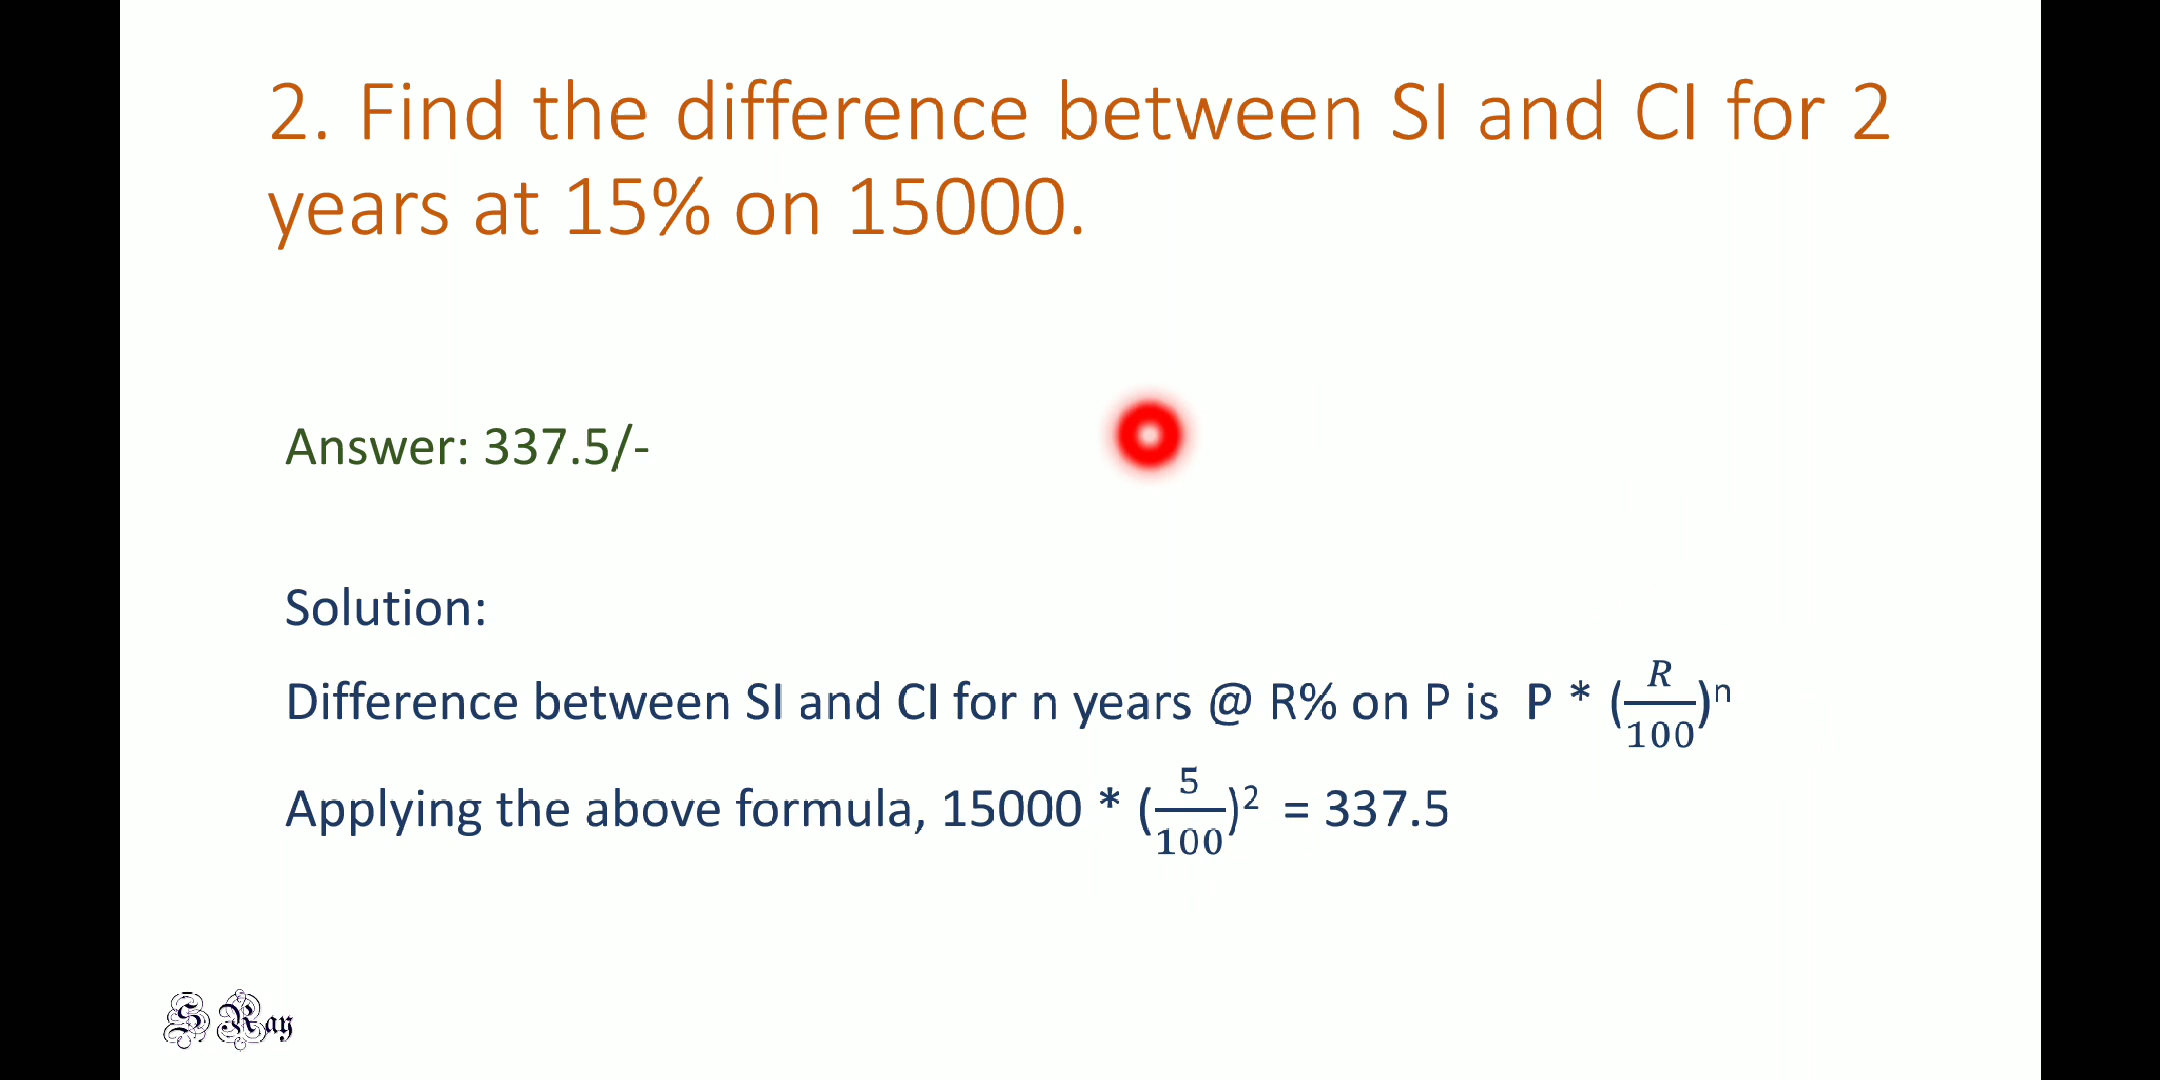 2. Find the difference between SI and CI for 2
years at 15% on 15000.
Answer: 337.5/-
Solution:
Difference between SI and CI for n years @ R% on P is P * (R/100)ⁿ
Applying the above formula, 15000 * (5/100)² = 337.5
S Ray